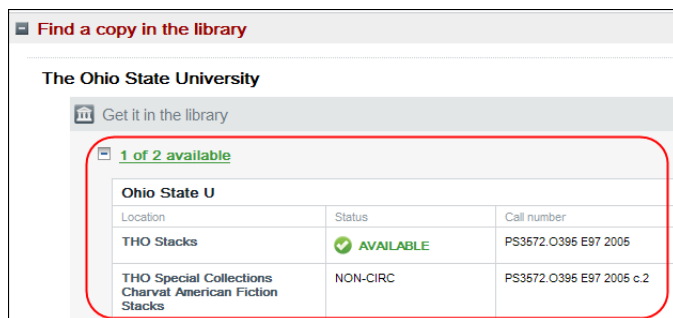 Find a copy in the library
The Ohio State University
Get it in the library
1 of 2 available
Ohio State U
Location Status Call number
THO Stacks AVAILABLE PS3572.O395 E97 2005
THO Special Collections NON-CIRC PS3572.O395 E97 2005 c.2
Charvat American Fiction
Stacks